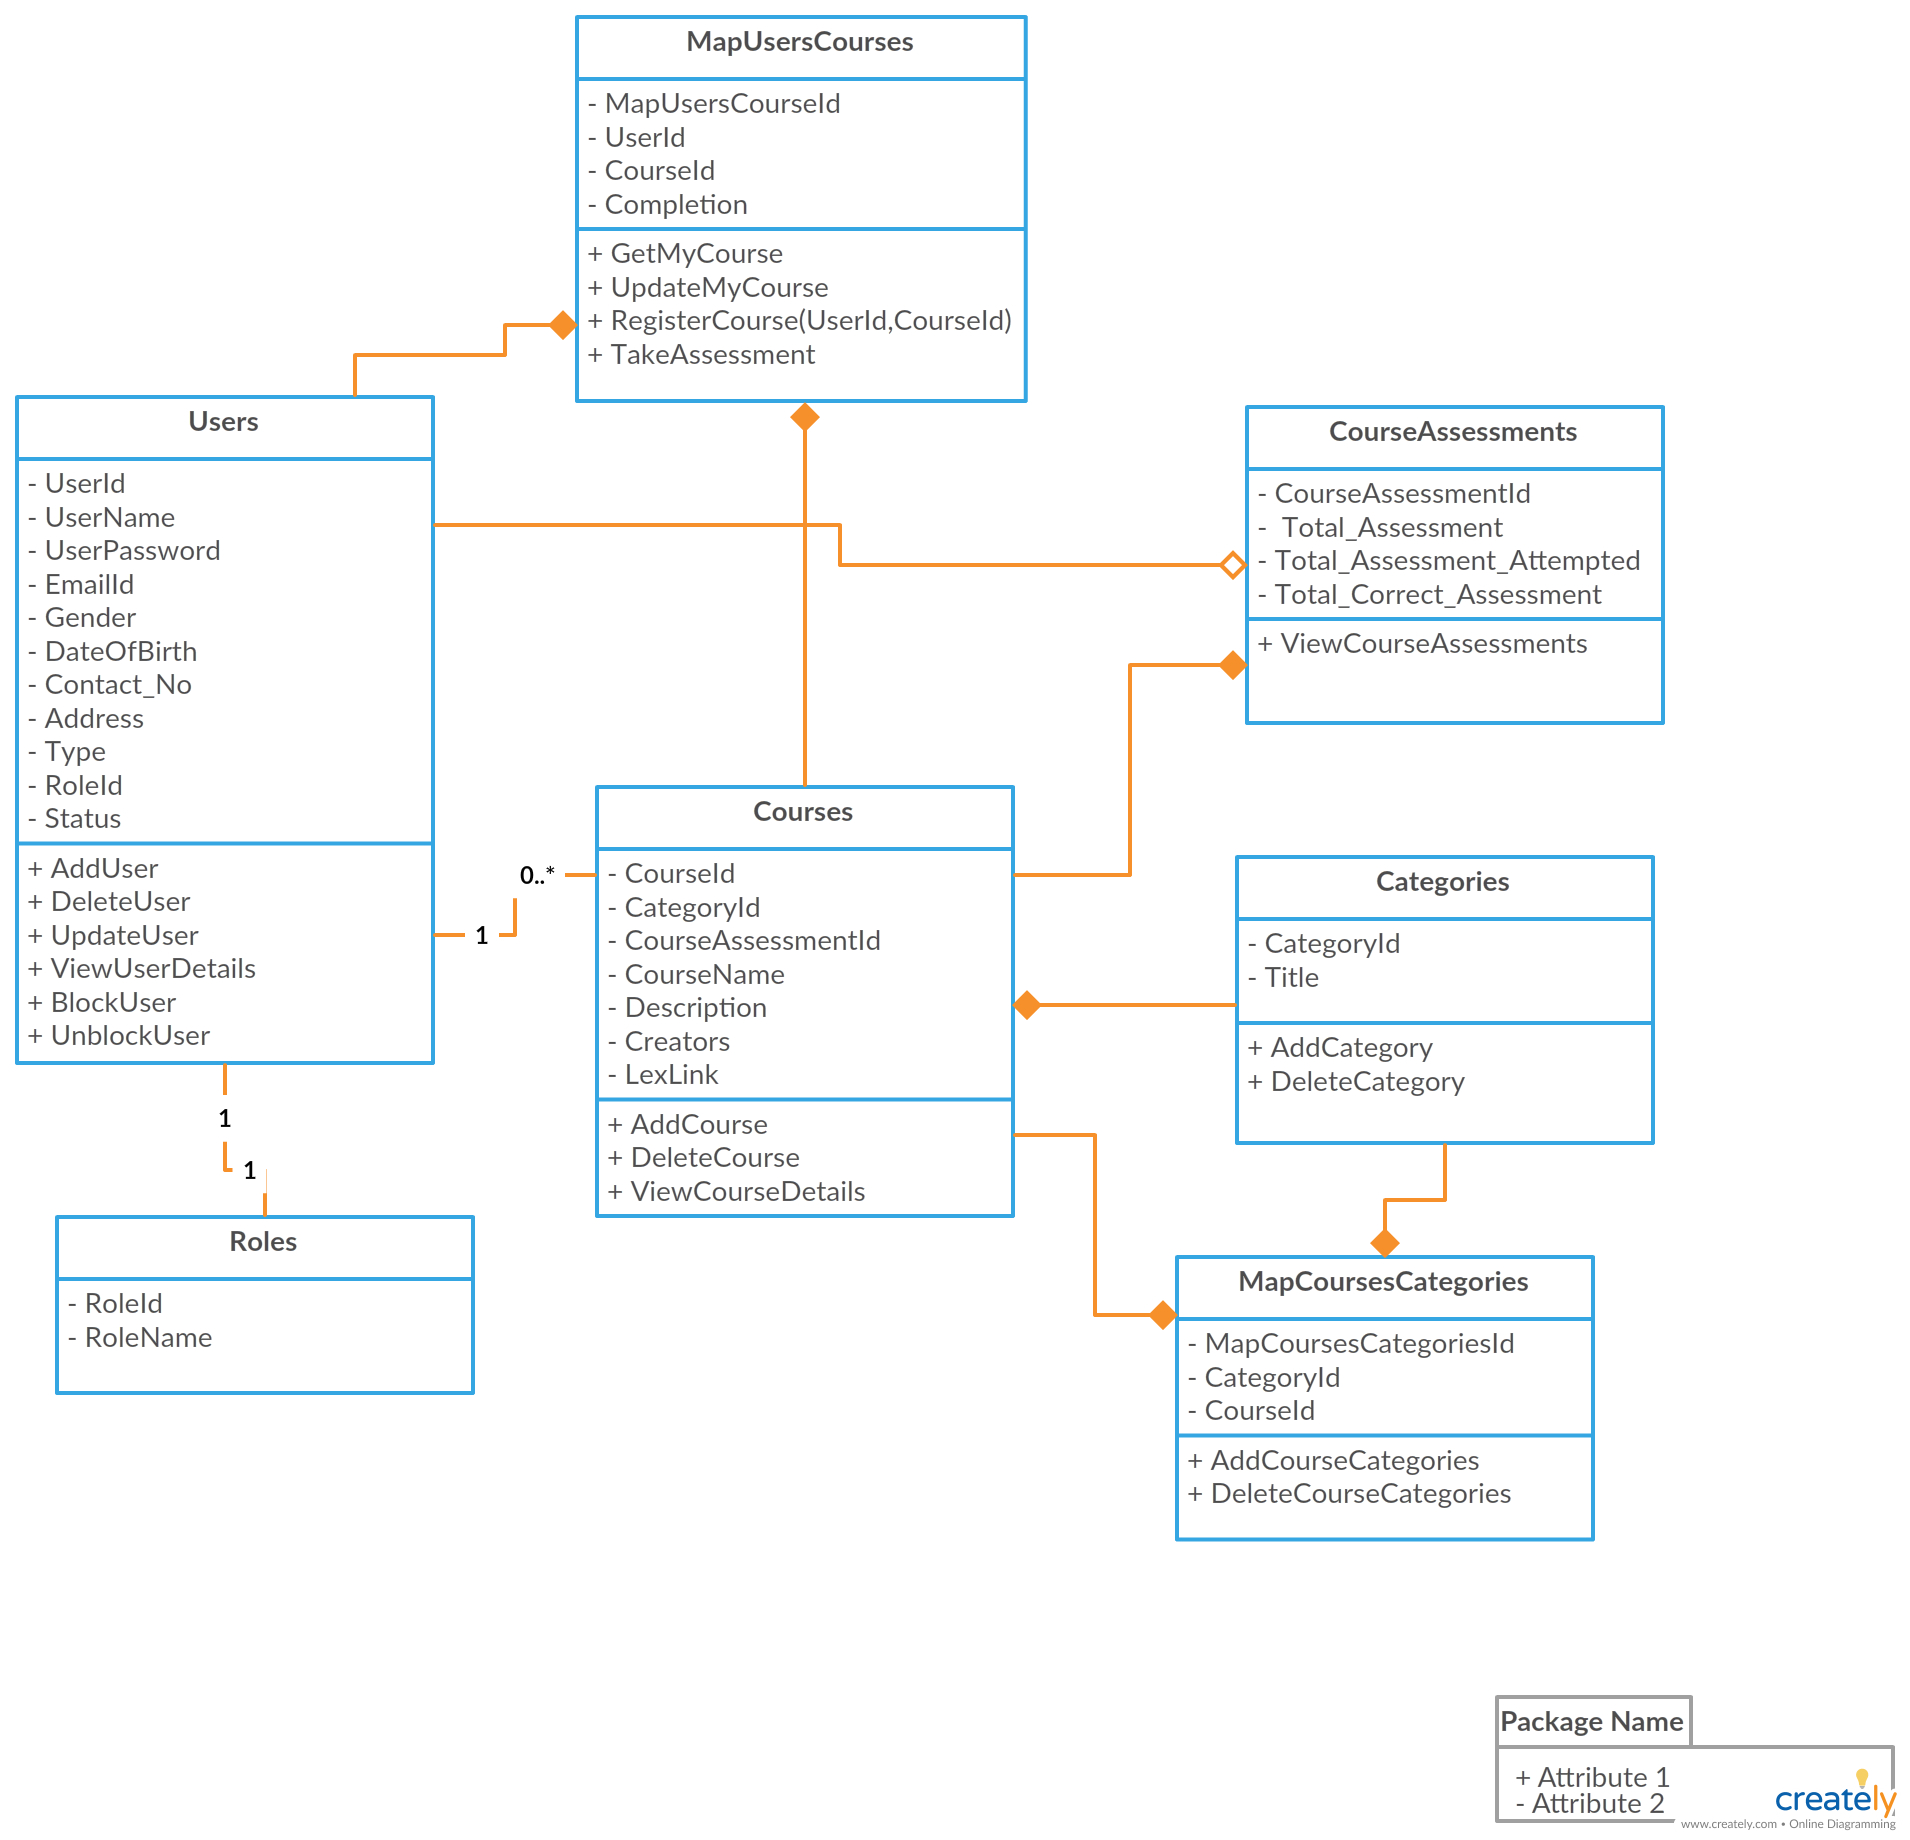 MapUsersCourses
- MapUsersCourseId
- UserId
- CourseId
- Completion
+ GetMyCourse
+ UpdateMyCourse
+ RegisterCourse(UserId,CourseId)
+ TakeAssessment
Users
- UserId
- UserName
- UserPassword
- EmailId
- Gender
- DateOfBirth
- Contact_No
- Address
- Type
- RoleId
- Status
+ AddUser
+ DeleteUser
+ UpdateUser
+ ViewUserDetails
+ BlockUser
+ UnblockUser
CourseAssessments
- CourseAssessmentId
-  Total_Assessment
- Total_Assessment_Attempted
- Total_Correct_Assessment
+ ViewCourseAssessments
0..*
1
Courses
- CourseId
- CategoryId
- CourseAssessmentId
- CourseName
- Description
- Creators
- LexLink
+ AddCourse
+ DeleteCourse
+ ViewCourseDetails
Categories
- CategoryId
- Title
+ AddCategory
+ DeleteCategory
1
1
Roles
- RoleId
- RoleName
MapCoursesCategories
- MapCoursesCategoriesId
- CategoryId
- CourseId
+ AddCourseCategories
+ DeleteCourseCategories
Package Name
+ Attribute 1
- Attribute 2
creately
www.creately.com • Online Diagramming